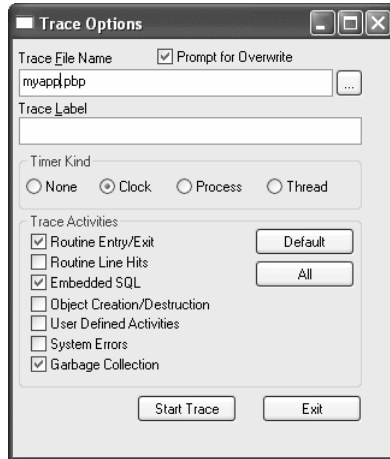 Trace Options
Trace File Name Prompt for Overwrite
myapp.pbp ...
Trace Label
Timer Kind
None Clock Process Thread
Trace Activities
Routine Entry/Exit Default
Routine Line Hits
Embedded SQL All
Object Creation/Destruction
User Defined Activities
System Errors
Garbage Collection
Start Trace Exit